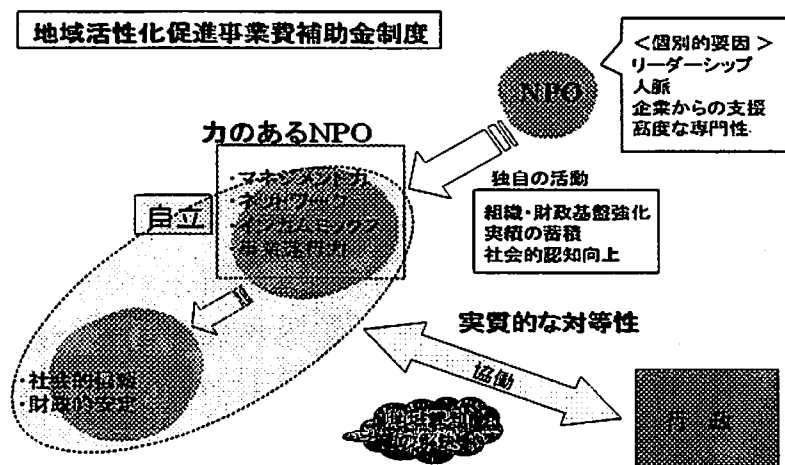 地域活性化促進事業費補助金制度
<個別的要因>
リーダーシップ
人脈
企業からの支援
高度な専門性
NPO
力のあるNPO
・マネジメント力
・ネットワーク
・インカムミックス
自立
独自の活動
組織・財政基盤強化
実績の蓄積
社会的認知向上
実質的な対等性
協働
・社会的信頼
・財政的安定
行政